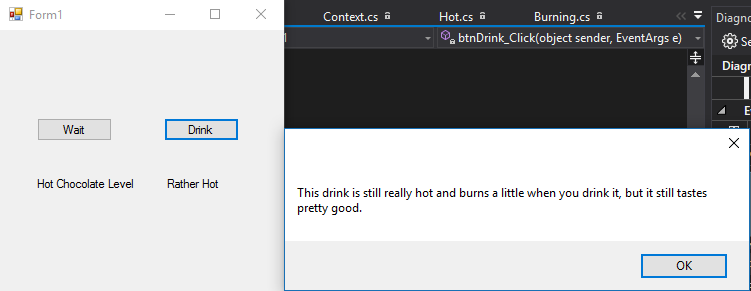 Form1
Context.cs
Hot.cs
Burning.cs
Diagno
btnDrink_Click(object sender, EventArgs e)
Se
Diagr
Wait
Drink
Hot Chocolate Level
Rather Hot
This drink is still really hot and burns a little when you drink it, but it still tastes
pretty good.
OK